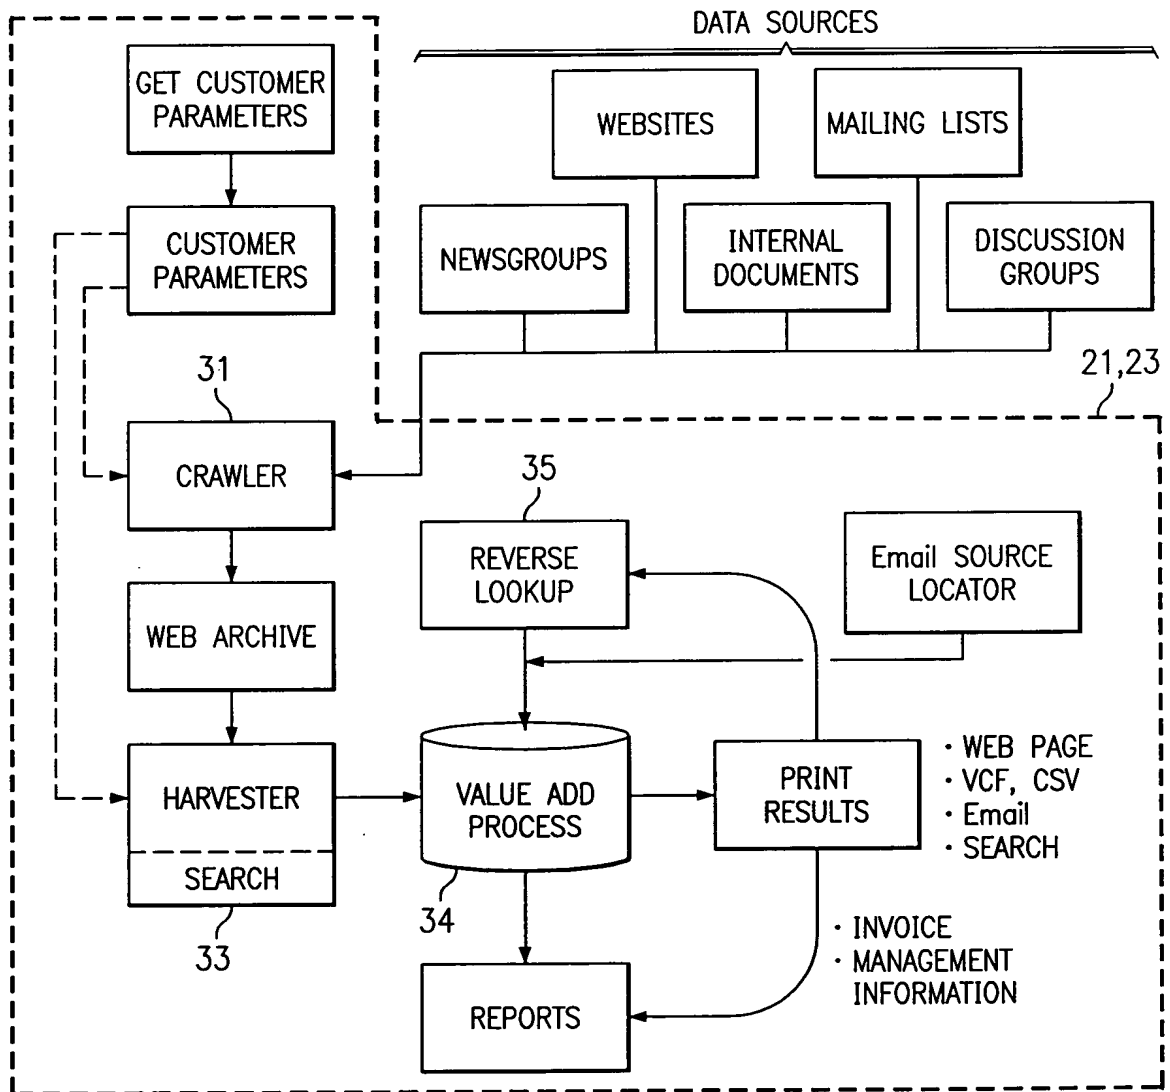 DATA SOURCES
GET CUSTOMER
PARAMETERS
WEBSITES
MAILING LISTS
CUSTOMER
PARAMETERS
NEWSGROUPS
INTERNAL
DOCUMENTS
DISCUSSION
GROUPS
21,23
31
CRAWLER
35
REVERSE
LOOKUP
Email SOURCE
LOCATOR
WEB ARCHIVE
HARVESTER
SEARCH
33
VALUE ADD
PROCESS
34
PRINT
RESULTS
· WEB PAGE
· VCF, CSV
· Email
· SEARCH
· INVOICE
· MANAGEMENT
INFORMATION
REPORTS